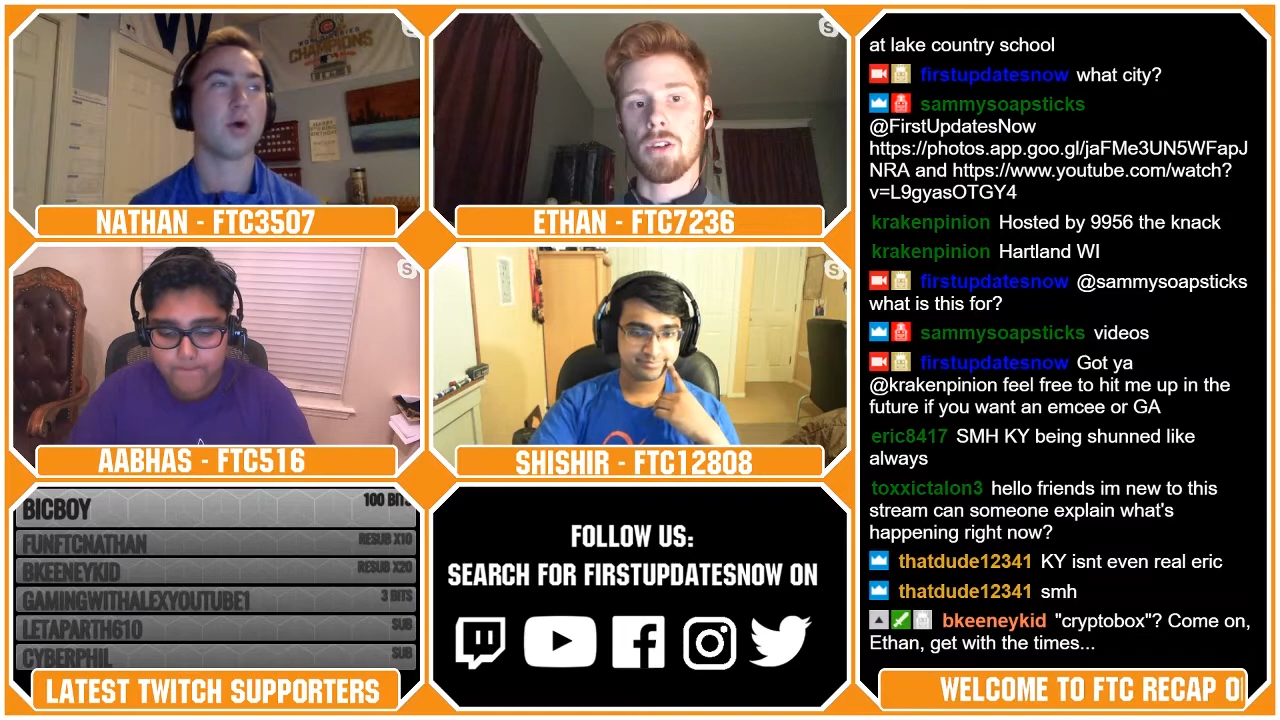 CHAMPIONS
NATHAN - FTC3507
ETHAN - FTC7236
AABHAS - FTC516
SHISHIR - FTC12808
BICBOY
100 BITS
FUNFTCNATHAN
RESUB X10
BKEENEYKID
RESUB X20
GAMINGWITHALEXYOUTUBE1
3 BITS
LETAPARTH610
SUB
CYBERPHIL
SUB
LATEST TWITCH SUPPORTERS
FOLLOW US:
SEARCH FOR FIRSTUPDATESNOW ON
at lake country school
firstupdatesnow what city?
sammysoapsticks
@FirstUpdatesNow
https://photos.app.goo.gl/jaFMe3UN5WFapJ
NRA and https://www.youtube.com/watch?
v=L9gyasOTGY4
krakenpinion Hosted by 9956 the knack
krakenpinion Hartland WI
firstupdatesnow @sammysoapsticks
what is this for?
sammysoapsticks videos
firstupdatesnow Got ya
@krakenpinion feel free to hit me up in the
future if you want an emcee or GA
eric8417 SMH KY being shunned like
always
toxxictalon3 hello friends im new to this
stream can someone explain what's
happening right now?
thatdude12341 KY isnt even real eric
thatdude12341 smh
bkeeneykid "cryptobox"? Come on,
Ethan, get with the times...
WELCOME TO FTC RECAP O